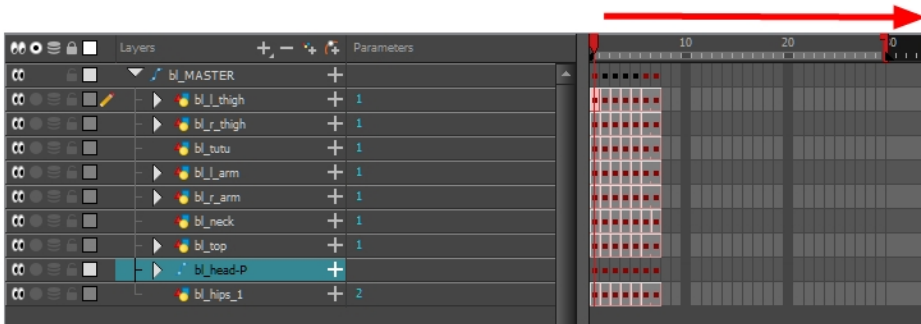 Layers Parameters 10 20 0
bl_MASTER
bl_l_thigh 1
bl_r_thigh 1
bl_tutu 1
bl_l_arm 1
bl_r_arm 1
bl_neck 1
bl_top 1
bl_head-P
bl_hips_1 2